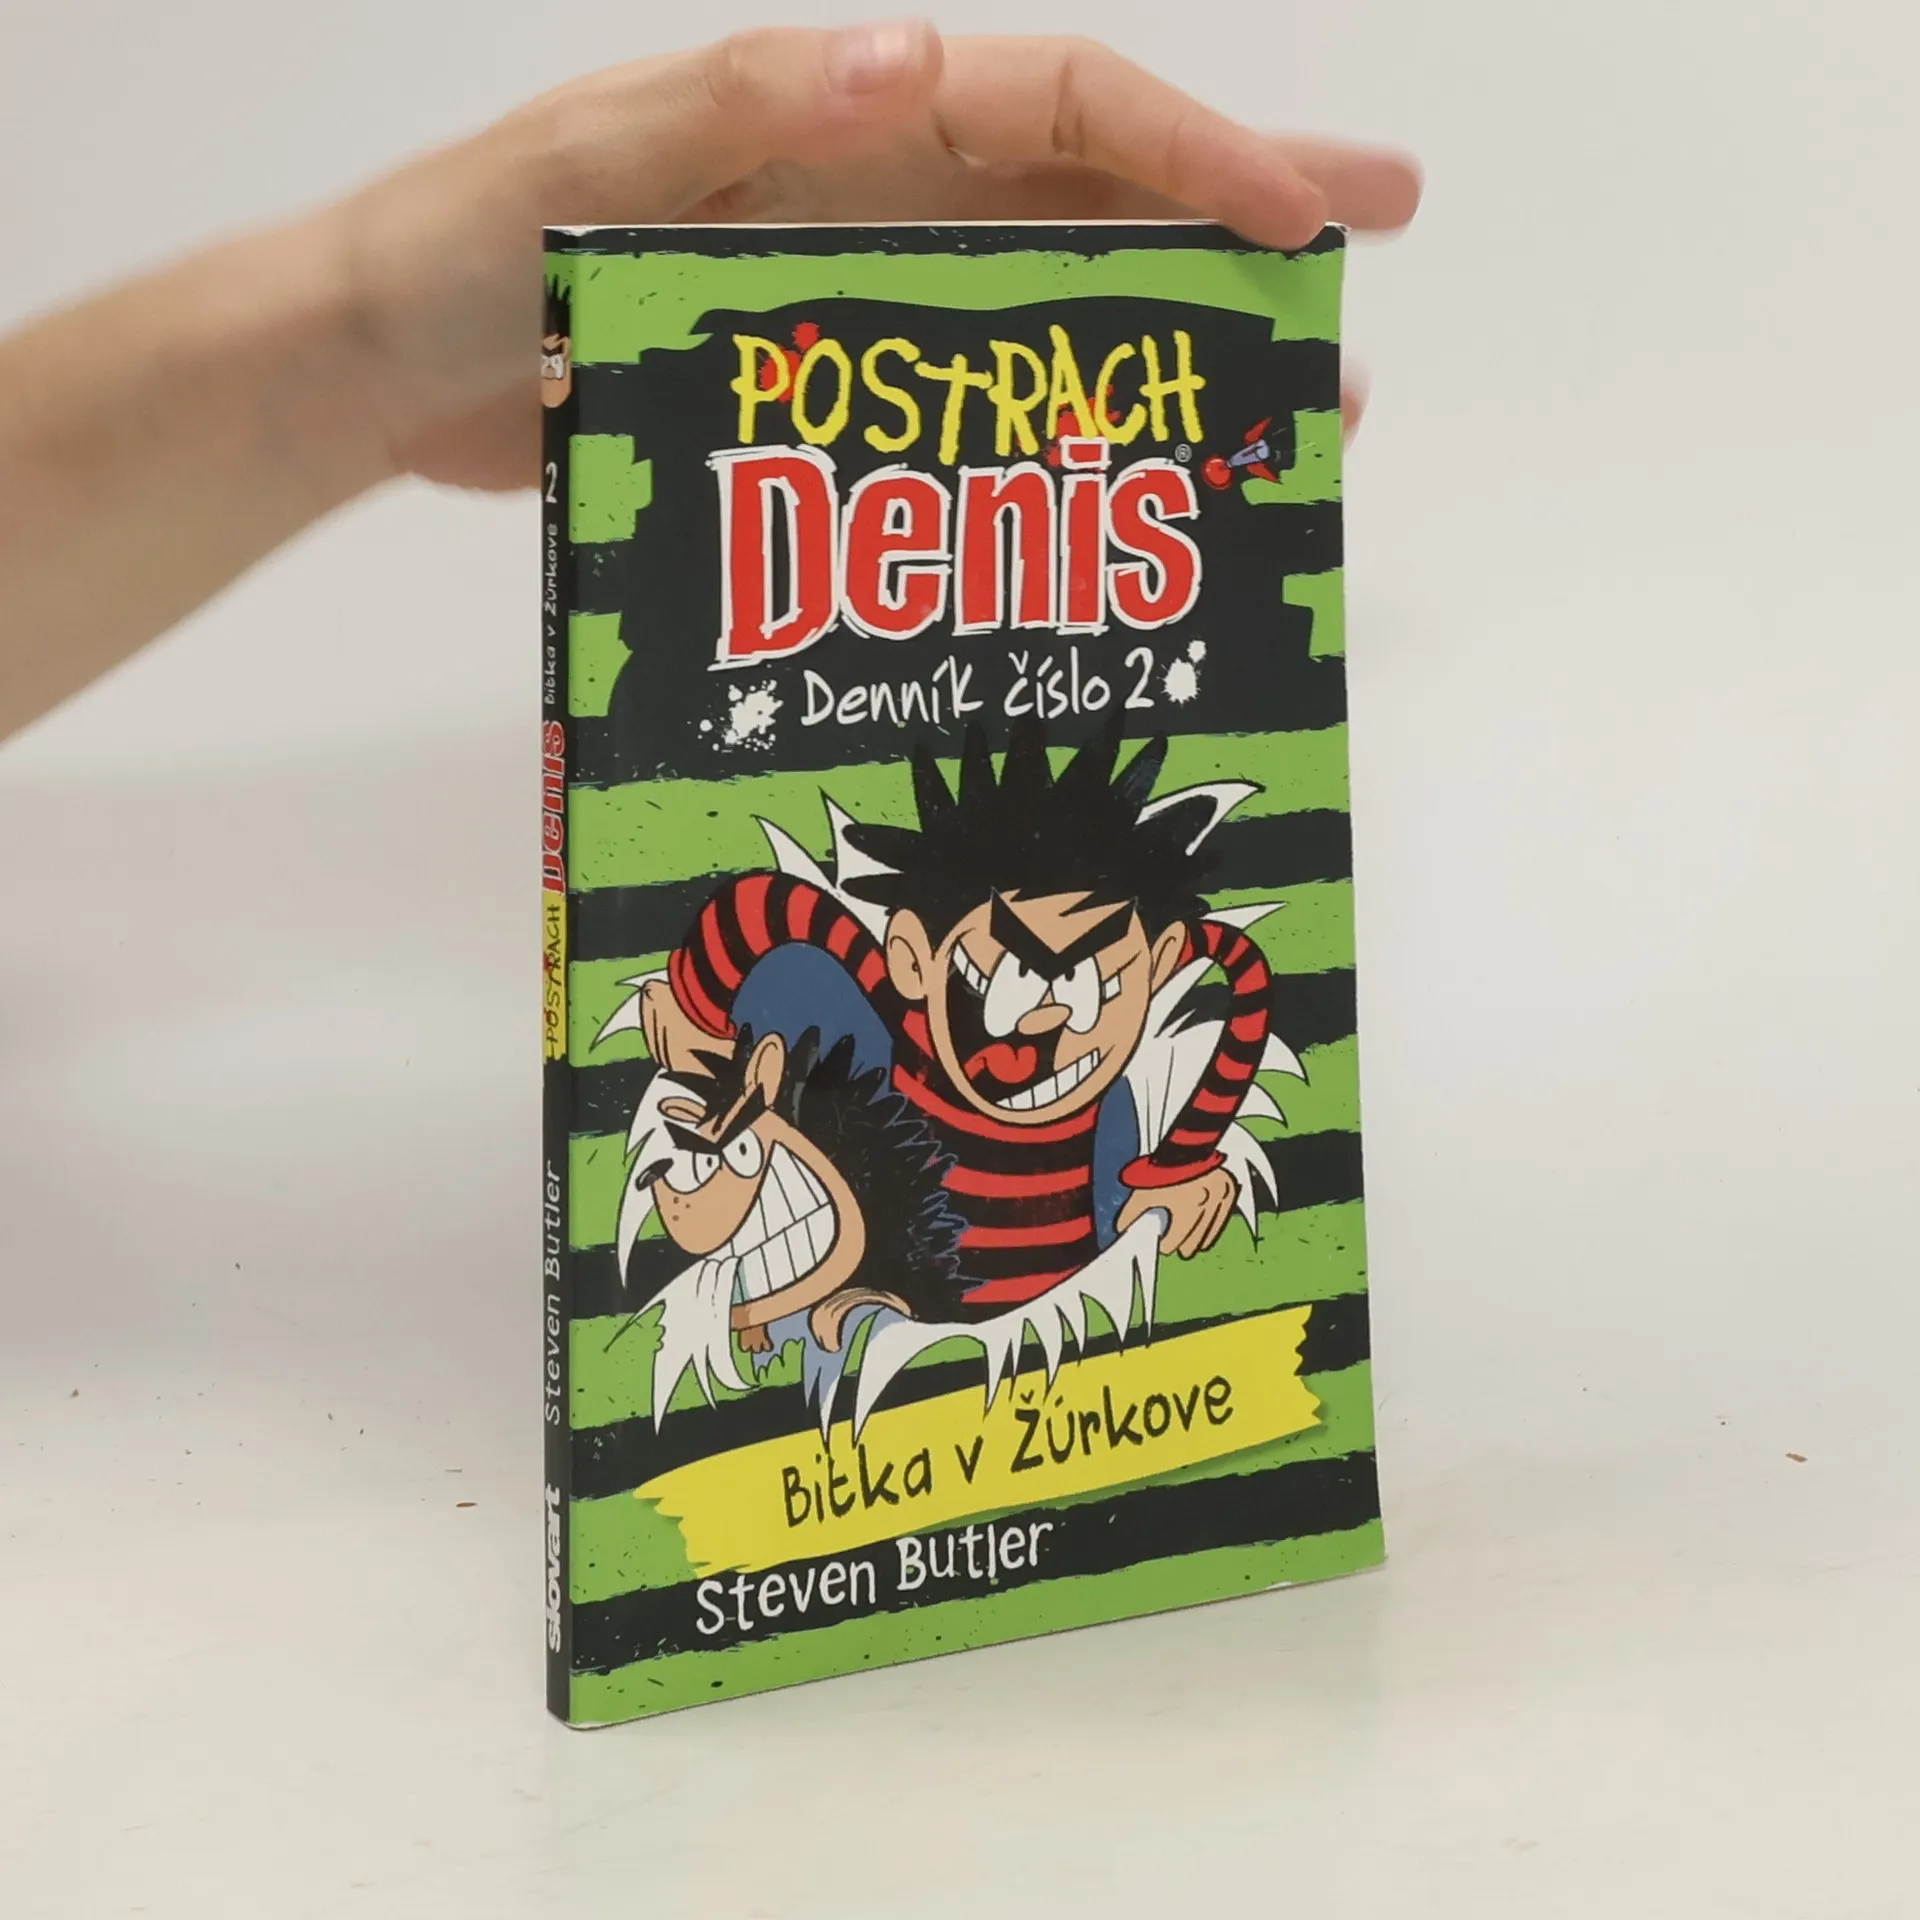 POSTRACH
Denis®
Denník číslo 2
Bitka v Žúrkove
Steven Butler
POSTRACH Denis Bitka v Žúrkove 2
Steven Butler
slovart